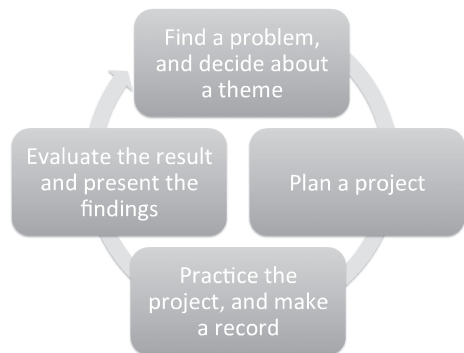 Find a problem,
and decide about
a theme
Plan a project
Practice the
project, and make
a record
Evaluate the result
and present the
findings